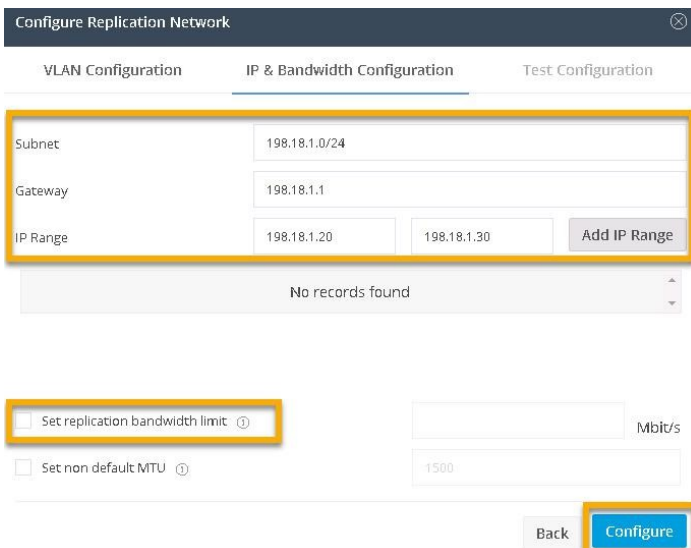 Configure Replication Network
VLAN Configuration IP & Bandwidth Configuration Test Configuration
Subnet 198.18.1.0/24
Gateway 198.18.1.1
IP Range 198.18.1.20 198.18.1.30 Add IP Range
No records found
Set replication bandwidth limit Mbit/s
Set non default MTU 1500
Back Configure